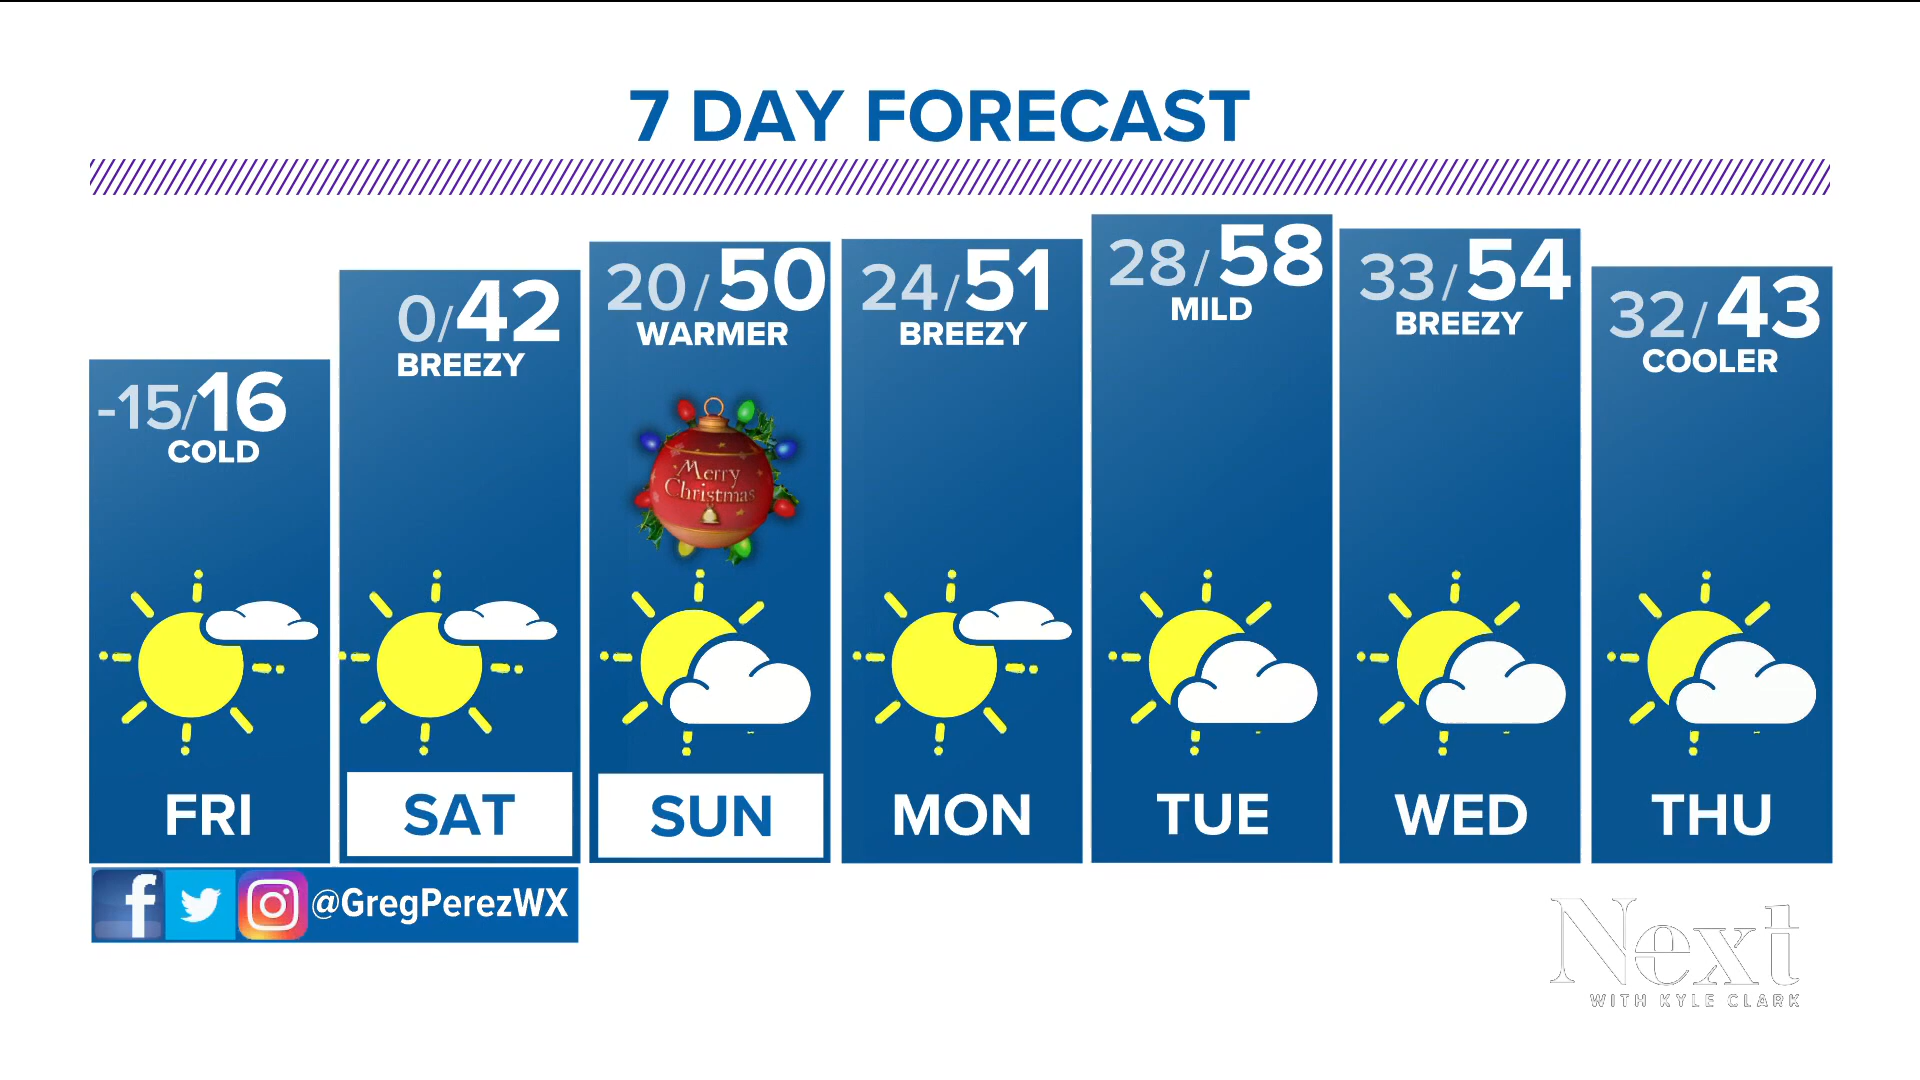 7 DAY FORECAST
-15/16
COLD
FRI
0/42
BREEZY
SAT
20/50
WARMER
Merry
Christmas
SUN
24/51
BREEZY
MON
28/58
MILD
TUE
33/54
BREEZY
WED
32/43
COOLER
THU
@GregPerezWX
Next
WITH KYLE CLARK